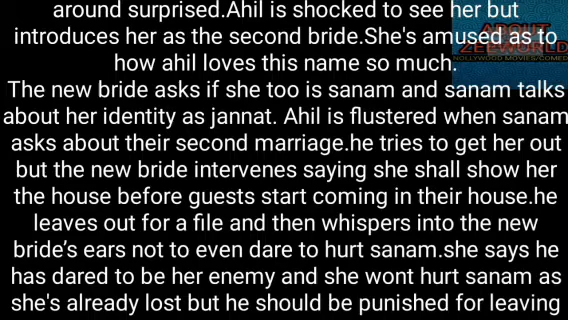 around surprised.Ahil is shocked to see her but
introduces her as the second bride.She's amused as to
how ahil loves this name so much.
The new bride asks if she too is sanam and sanam talks
about her identity as jannat. Ahil is flustered when sanam
asks about their second marriage.he tries to get her out
but the new bride intervenes saying she shall show her
the house before guests start coming in their house.he
leaves out for a file and then whispers into the new
bride’s ears not to even dare to hurt sanam.she says he
has dared to be her enemy and she wont hurt sanam as
she's already lost but he should be punished for leaving
ABOUT
ZEEWORLD
NOLLYWOOD MOVIES/COMED